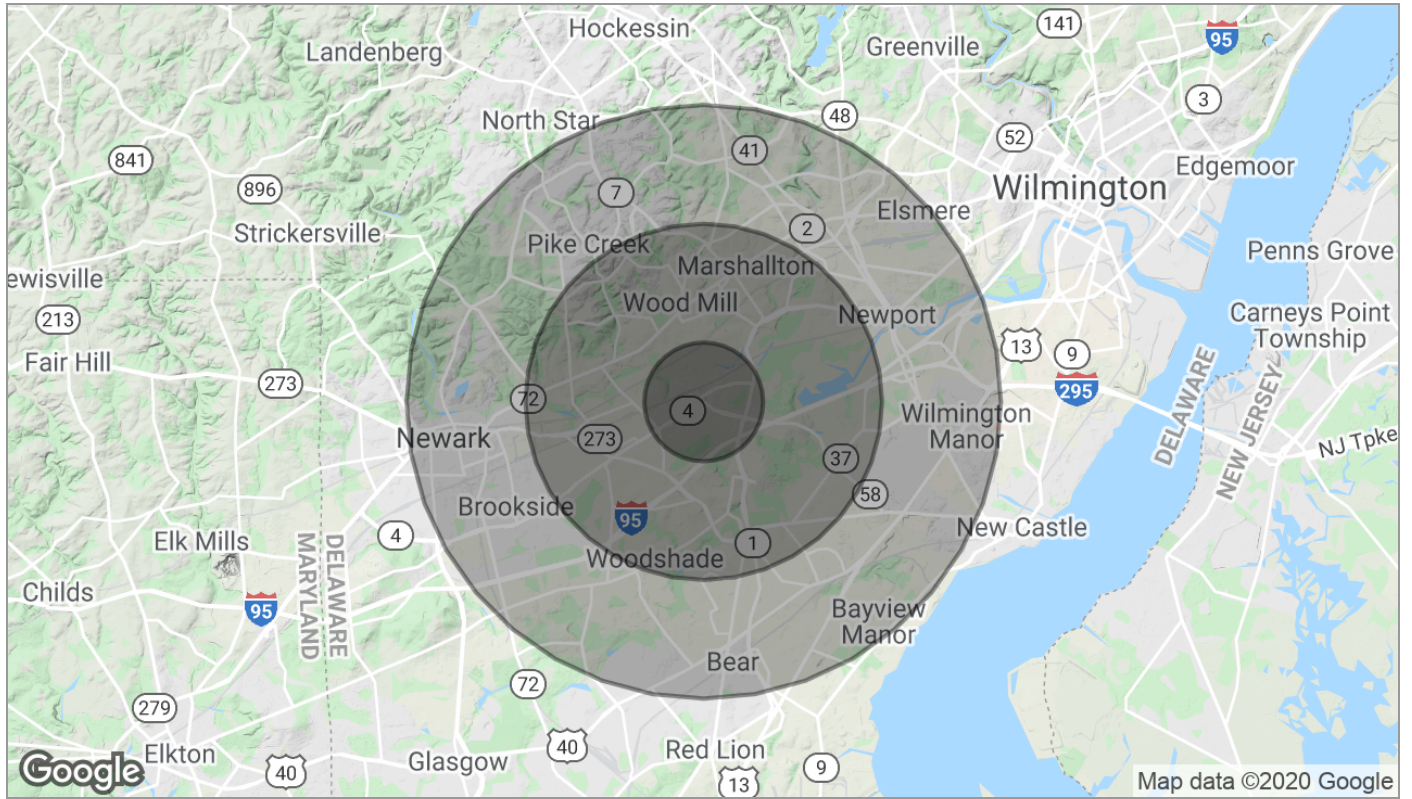 Hockessin
141
95
Landenberg
Greenville
3
48
North Star
52
41
841
Edgemoor
896
7
Wilmington
Elsmere
2
Strickersville
Pike Creek
Penns Grove
Marshallton
ewisville
Wood Mill
Newport
213
Carneys Point
Township
13
9
Fair Hill
273
295
72
4
Wilmington
Manor
DELAWARE
NEW JERSEY
Newark
273
NJ Tpke
37
58
Brookside
95
New Castle
4
1
Elk Mills
DELAWARE
MARYLAND
Woodshade
Childs
95
Bayview
Manor
Bear
72
279
40
Red Lion
Elkton
Glasgow
9
Google
40
13
Map data ©2020 Google